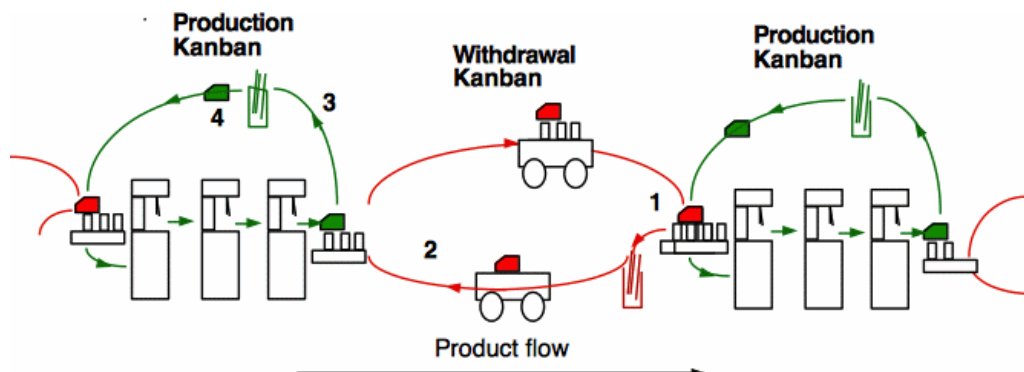 Production
Kanban
Withdrawal
Kanban
Production
Kanban
3
4
1
2
Product flow